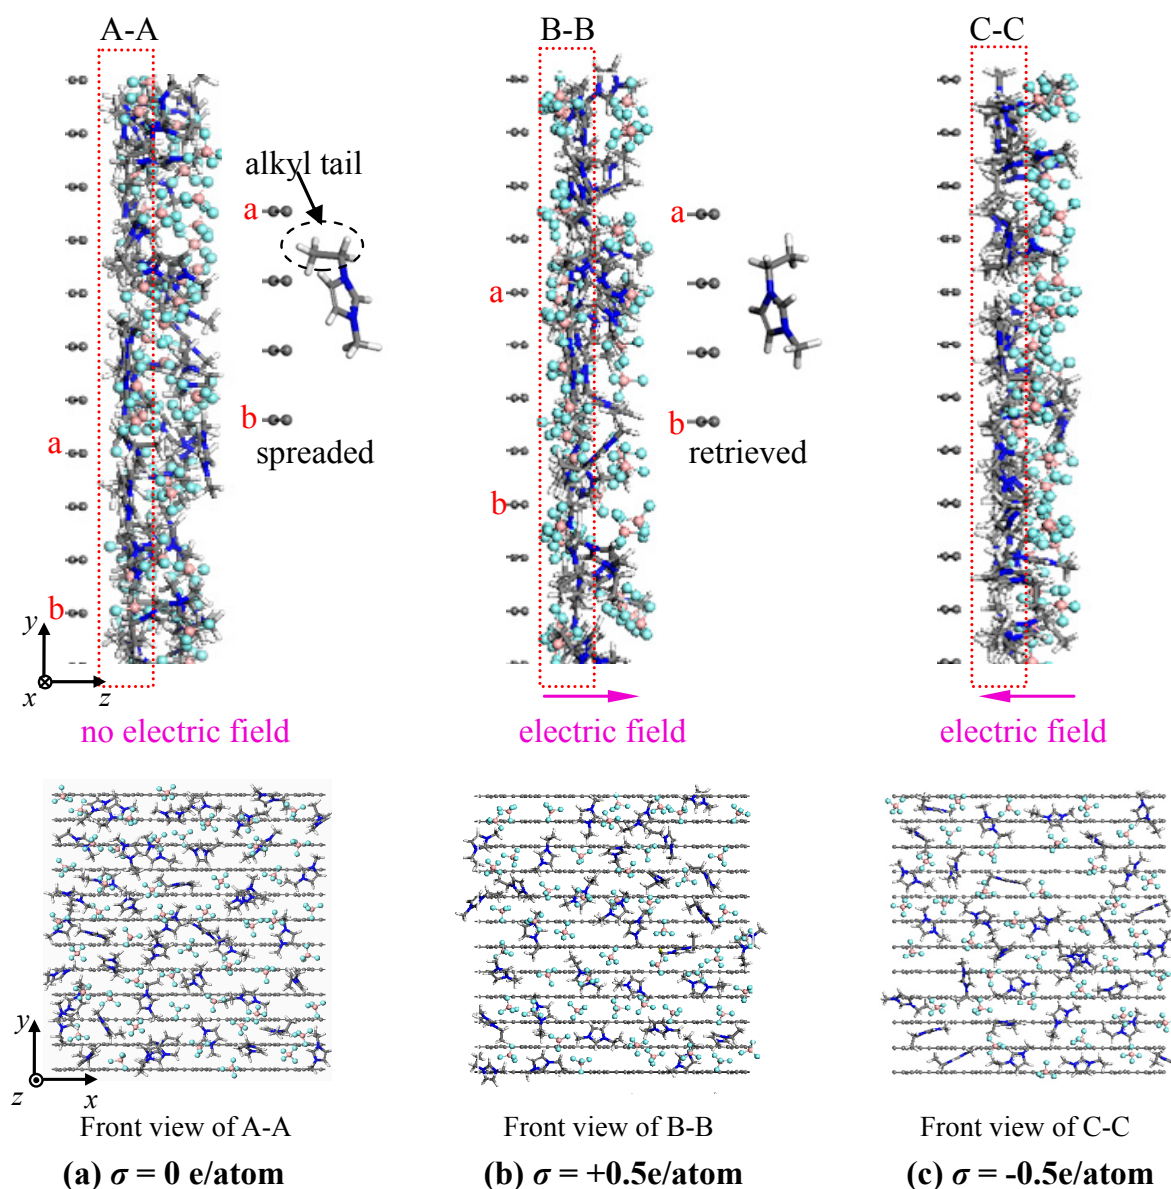 A-A
B-B
C-C
alkyl tail
a
a
a
b
b
a
spreaded
retrieved
b
b
y
x
z
no electric field
electric field
electric field
y
z
x
Front view of A-A
Front view of B-B
Front view of C-C
(a) σ = 0 e/atom
(b) σ = +0.5e/atom
(c) σ = -0.5e/atom